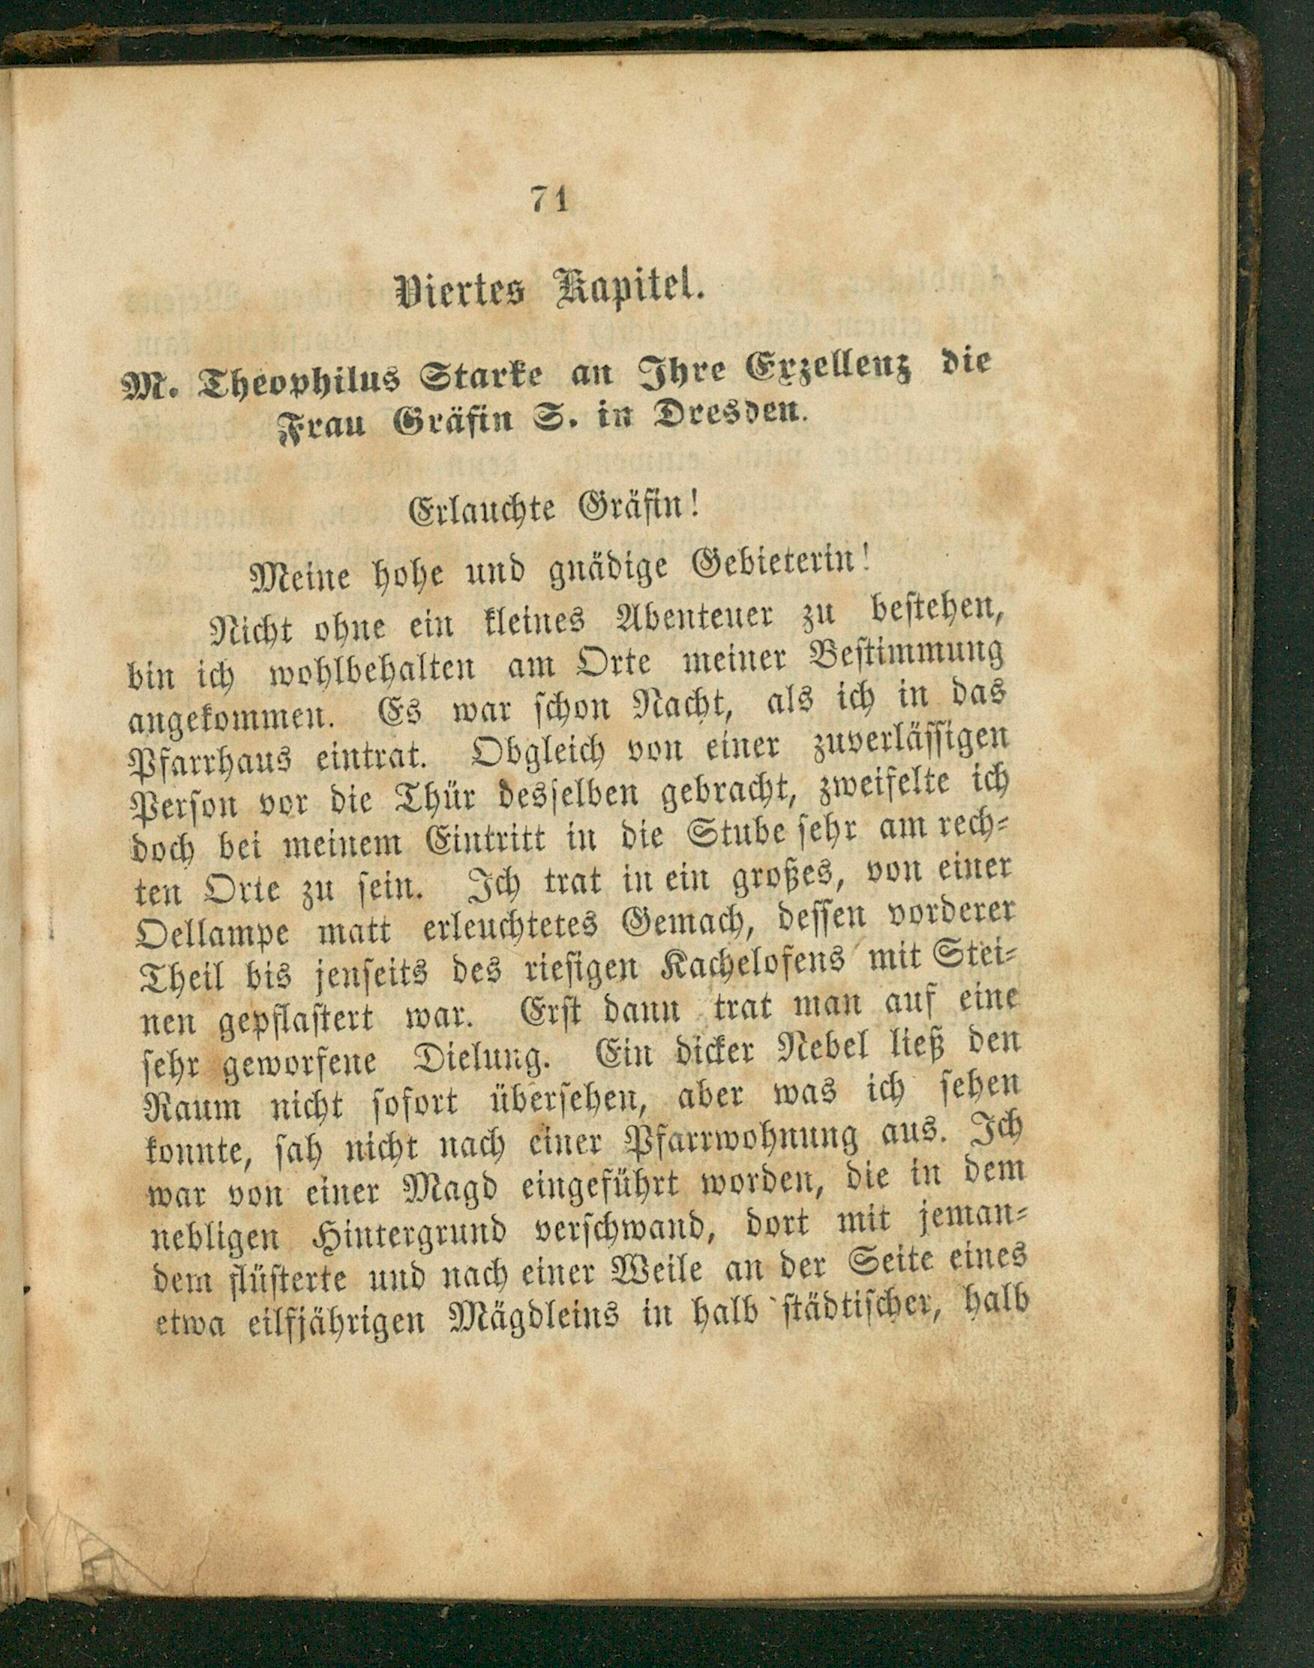 71
Viertes Kapitel.
M. Theophilus Starke an Ihre Exzellenz die
Frau Gräfin S. in Dresden.
Erlauchte Gräfin!
Meine hohe und gnädige Gebieterin!
Nicht ohne ein kleines Abenteuer zu bestehen,
bin ich wohlbehalten am Orte meiner Bestimmung
angekommen. Es war schon Nacht, als ich in das
Pfarrhaus eintrat. Obgleich von einer zuverlässigen
Person vor die Thür desselben gebracht, zweifelte ich
doch bei meinem Eintritt in die Stube sehr am rech-
ten Orte zu sein. Ich trat in ein großes, von einer
Oellampe matt erleuchtetes Gemach, dessen vorderer
Theil bis jenseits des riesigen Kachelofens mit Stei-
nen gepflastert war. Erst dann trat man auf eine
sehr geworfene Dielung. Ein dicker Nebel ließ den
Raum nicht sofort übersehen, aber was ich sehen
konnte, sah nicht nach einer Pfarrwohnung aus. Ich
war von einer Magd eingeführt worden, die in dem
nebligen Hintergrund verschwand, dort mit jeman-
dem flüsterte und nach einer Weile an der Seite eines
etwa eilfjährigen Mägdleins in halb städtischer, halb